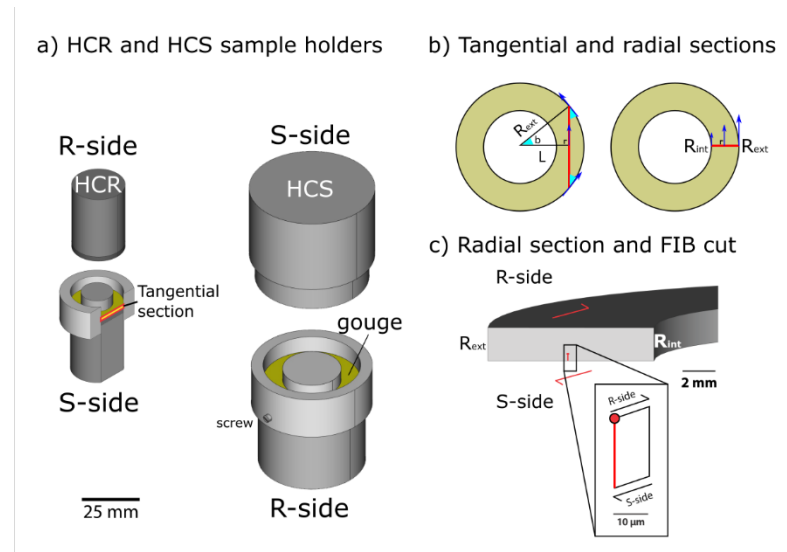 a) HCR and HCS sample holders
R-side
HCR
Tangential
section
S-side
S-side
HCS
gouge
screw
R-side
25 mm
b) Tangential and radial sections
Rext
b
r
L
Rint
r
Rext
c) Radial section and FIB cut
R-side
Rext
Rint
S-side
2 mm
R-side
S-side
10 µm